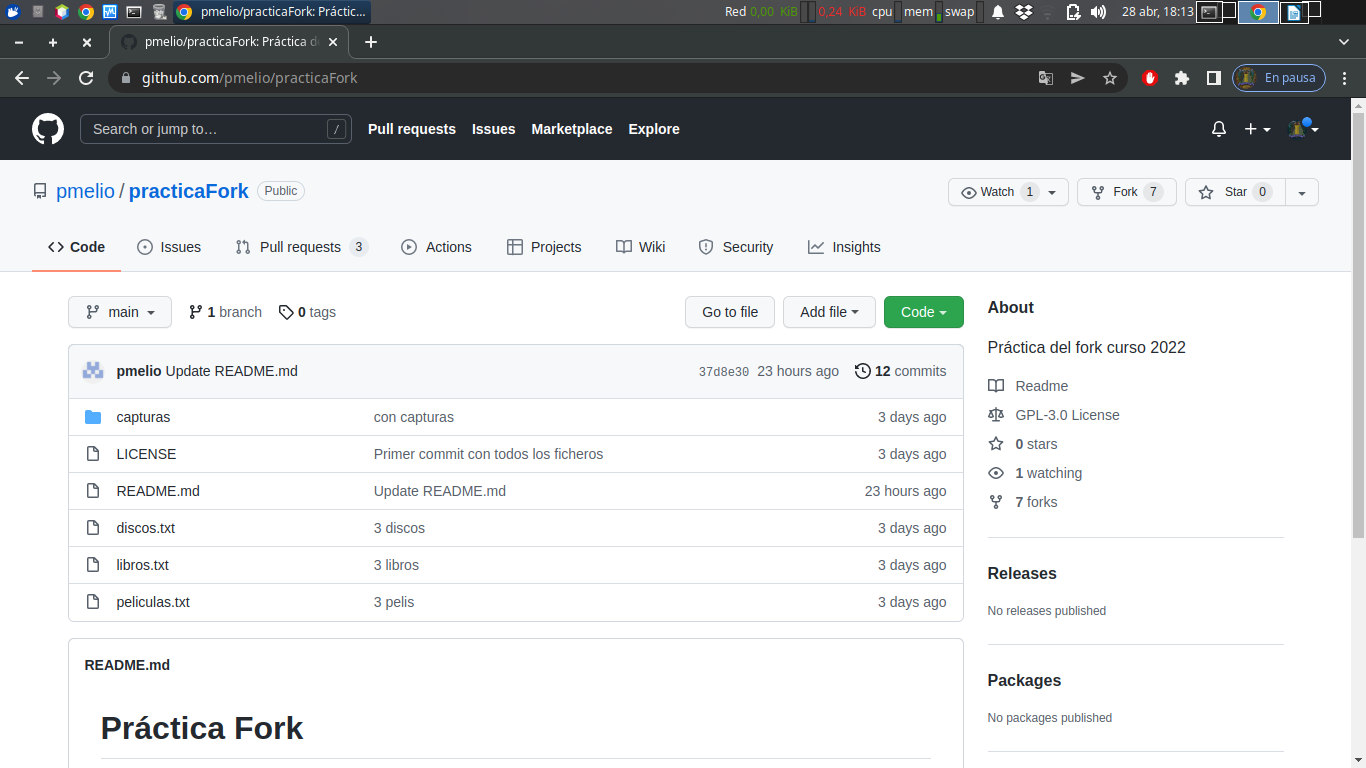 pmelio/practicaFork: Práctic...
Red 0,00 KiB 0,24 KiB cpu mem swap 28 abr, 18:13
pmelio/practicaFork: Práctica d
github.com/pmelio/practicaFork
En pausa
Search or jump to… /
Pull requests Issues Marketplace Explore
pmelio / practicaFork Public
Watch 1 Fork 7 Star 0
Code Issues Pull requests 3 Actions Projects Wiki Security Insights
main 1 branch 0 tags Go to file Add file Code
pmelio Update README.md 37d8e30 23 hours ago 12 commits
capturas con capturas 3 days ago
LICENSE Primer commit con todos los ficheros 3 days ago
README.md Update README.md 23 hours ago
discos.txt 3 discos 3 days ago
libros.txt 3 libros 3 days ago
peliculas.txt 3 pelis 3 days ago
README.md
Práctica Fork
About
Práctica del fork curso 2022
Readme
GPL-3.0 License
0 stars
1 watching
7 forks
Releases
No releases published
Packages
No packages published